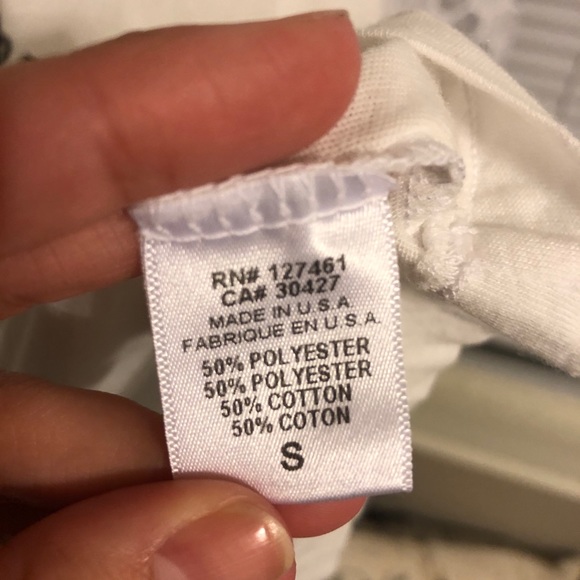 RN# 127461
CA# 30427
MADE IN U.S.A.
FABRIQUE EN U.S.A.
50% POLYESTER
50% POLYESTER
50% COTTON
50% COTON
S